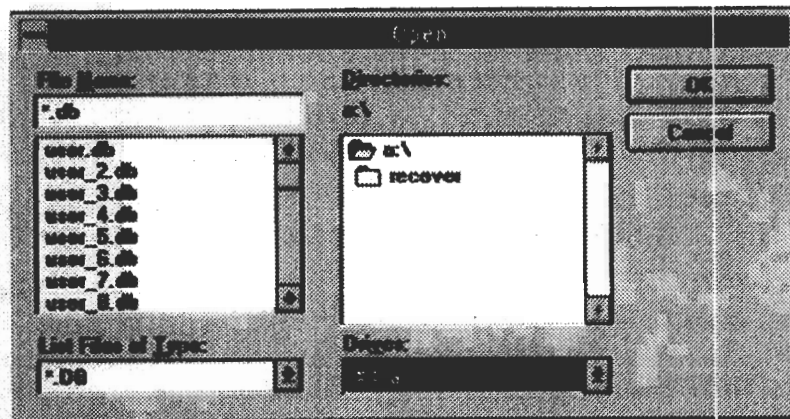 Open
File Name:
*.db
user.db
user_2.db
user_3.db
user_4.db
user_5.db
user_6.db
user_7.db
user_8.db
List Files of Type:
*.DB
Directories:
a:\
a:\
recover
Drives:
OK
Cancel